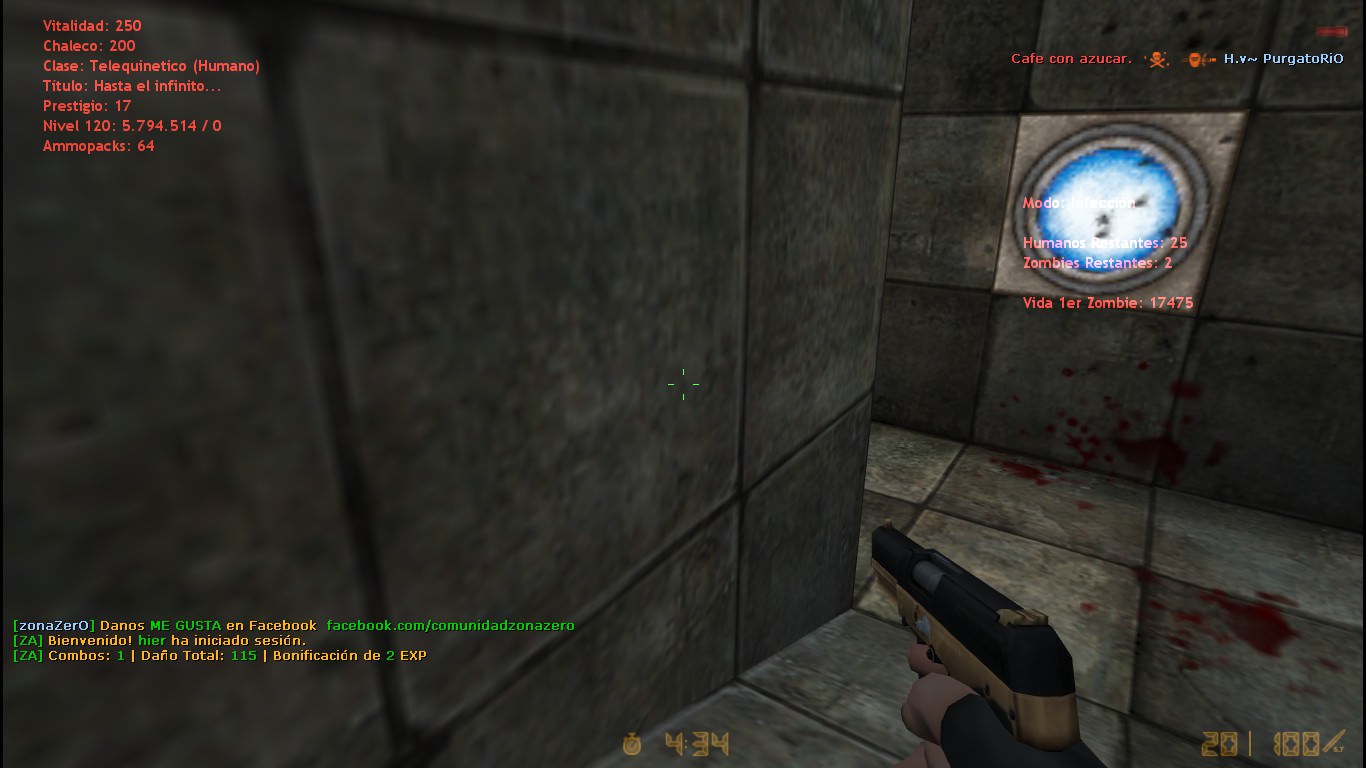 Vitalidad: 250
Chaleco: 200
Clase: Telequinetico (Humano)
Titulo: Hasta el infinito...
Prestigio: 17
Nivel 120: 5.794.514 / 0
Ammopacks: 64
Cafe con azucar. H.v~ PurgatoRiO
Modo: Infección
Humanos Restantes: 25
Zombies Restantes: 2
Vida 1er Zombie: 17475
[zonaZerO] Danos ME GUSTA en Facebook facebook.com/comunidadzonazero
[ZA] Bienvenido! hier ha iniciado sesión.
[ZA] Combos: 1 | Daño Total: 115 | Bonificación de 2 EXP
4:34
20 | 100 5.7